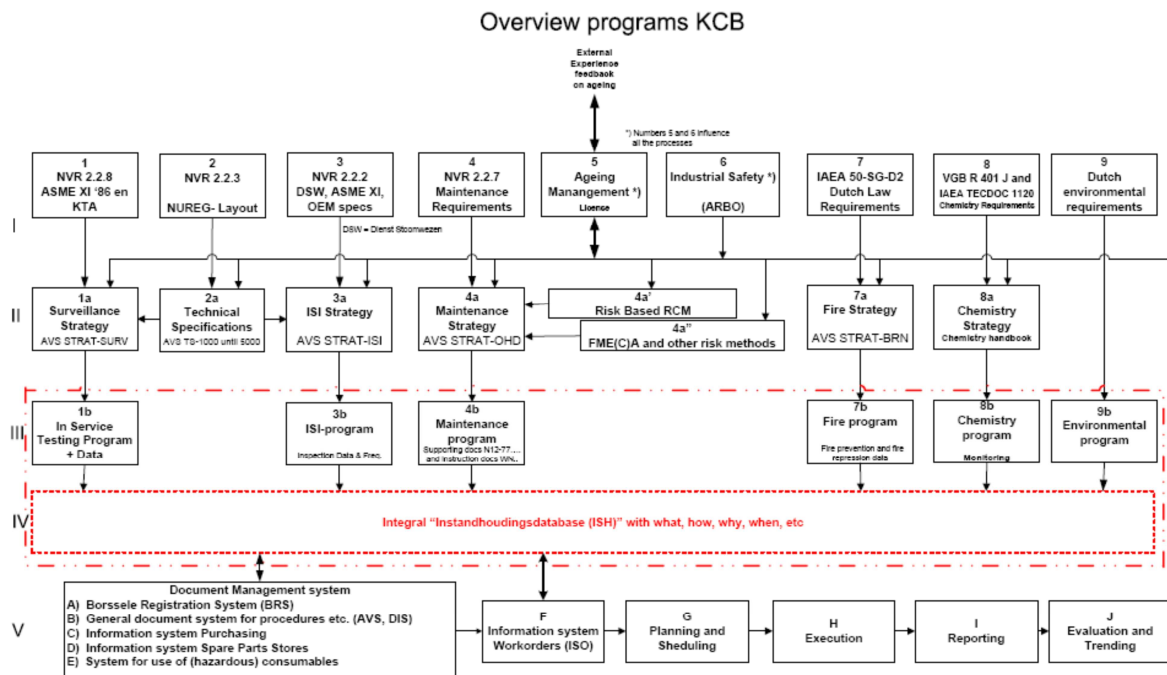 Overview programs KCB
External
Experience
feedback
on ageing
*) Numbers 5 and 6 influence
all the processes
1
NVR 2.2.8
ASME XI ‘86 en
KTA
2
NVR 2.2.3
NUREG- Layout
3
NVR 2.2.2
DSW, ASME XI,
OEM specs
4
NVR 2.2.7
Maintenance
Requirements
5
Ageing
Mangement *)
License
6
Industrial Safety *)
(ARBO)
7
IAEA 50-SG-D2
Dutch Law
Requirements
8
VGB R 401 J and
IAEA TECDOC 1120
Chemistry Requirements
9
Dutch
environmental
requirements
I
DSW = Dienst Stoomwezen
II
1a
Surveillance
Strategy
AVS STRAT-SURV
2a
Technical
Specifications
AVS TS-1000 until 5000
3a
ISI Strategy
AVS STRAT-ISI
4a
Maintenance
Strategy
AVS STRAT-OHD
4a’
Risk Based RCM
4a”
FME(C)A and other risk methods
7a
Fire Strategy
AVS STRAT-BRN
8a
Chemistry
Strategy
Chemistry handbook
III
1b
In Service
Testing Program
+ Data
3b
ISI-program
Inspection Data & Freq.
4b
Maintenance
program
Supporting docs N12-77....
and Instruction docs WN..
7b
Fire program
Fire prevention and fire
repression data
8b
Chemistry
program
Monitoring
9b
Environmental
program
IV
Integral “Instandhoudingsdatabase (ISH)” with what, how, why, when, etc
V
Document Management system
A) Borssele Registration System (BRS)
B) General document system for procedures etc. (AVS, DIS)
C) Information system Purchasing
D) Information system Spare Parts Stores
E) System for use of (hazardous) consumables
F
Information system
Workorders (ISO)
G
Planning and
Sheduling
H
Execution
I
Reporting
J
Evaluation and
Trending